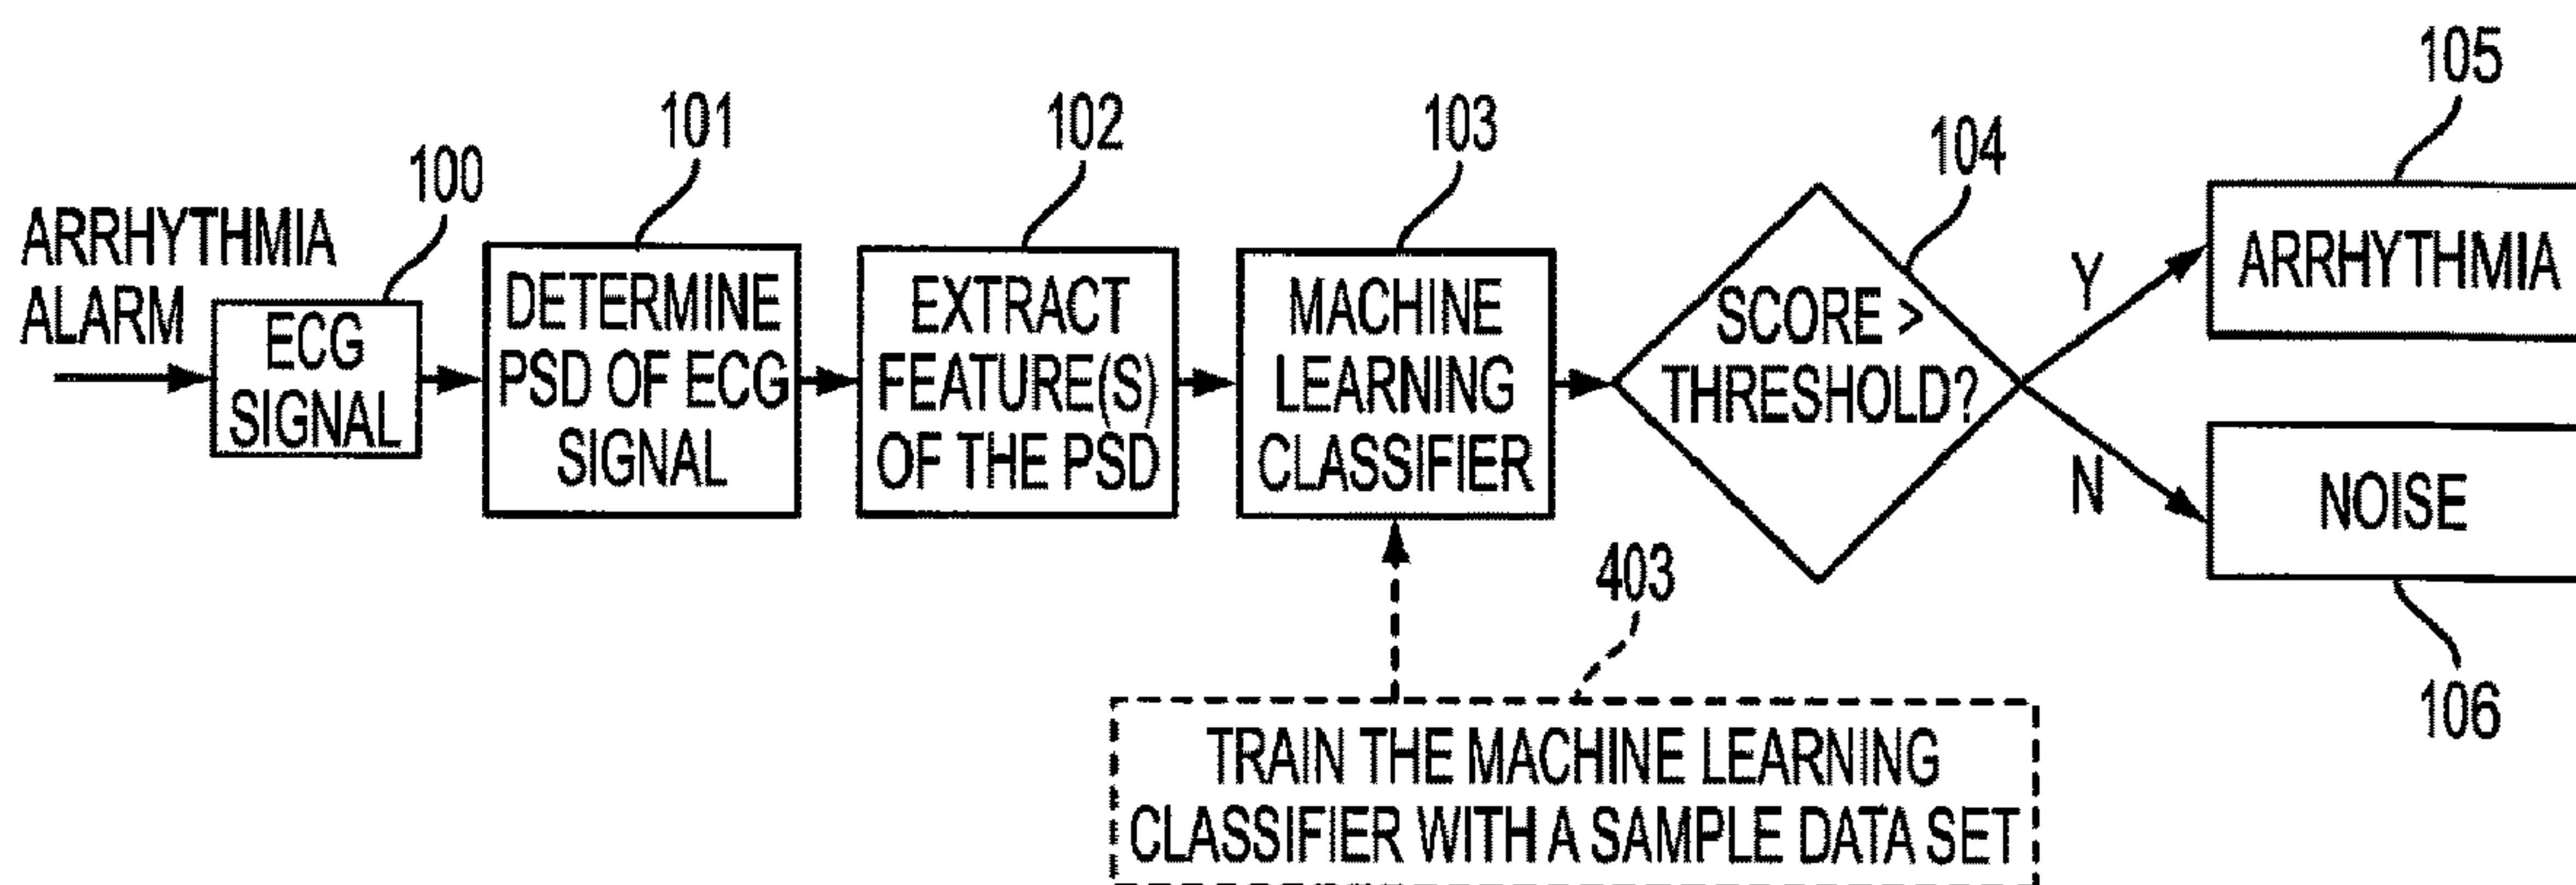 105
101
102
103
104
100
ARRHYTHMIA
ALARM
ECG
SIGNAL
DETERMINE
PSD OF ECG
SIGNAL
EXTRACT
FEATURE(S)
OF THE PSD
MACHINE
LEARNING
CLASSIFIER
SCORE >
THRESHOLD?
Y
ARRHYTHMIA
N
NOISE
403
106
TRAIN THE MACHINE LEARNING
CLASSIFIER WITH A SAMPLE DATA SET